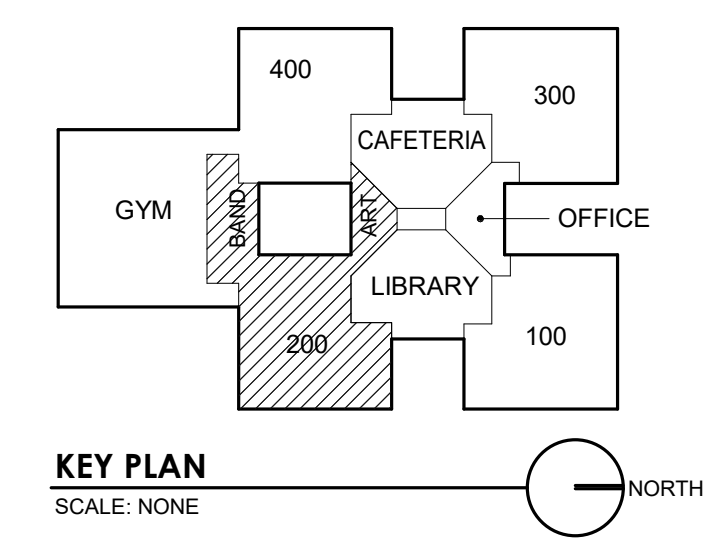 400
300
CAFETERIA
GYM
BAND
ART
OFFICE
LIBRARY
200
100
KEY PLAN
SCALE: NONE
NORTH